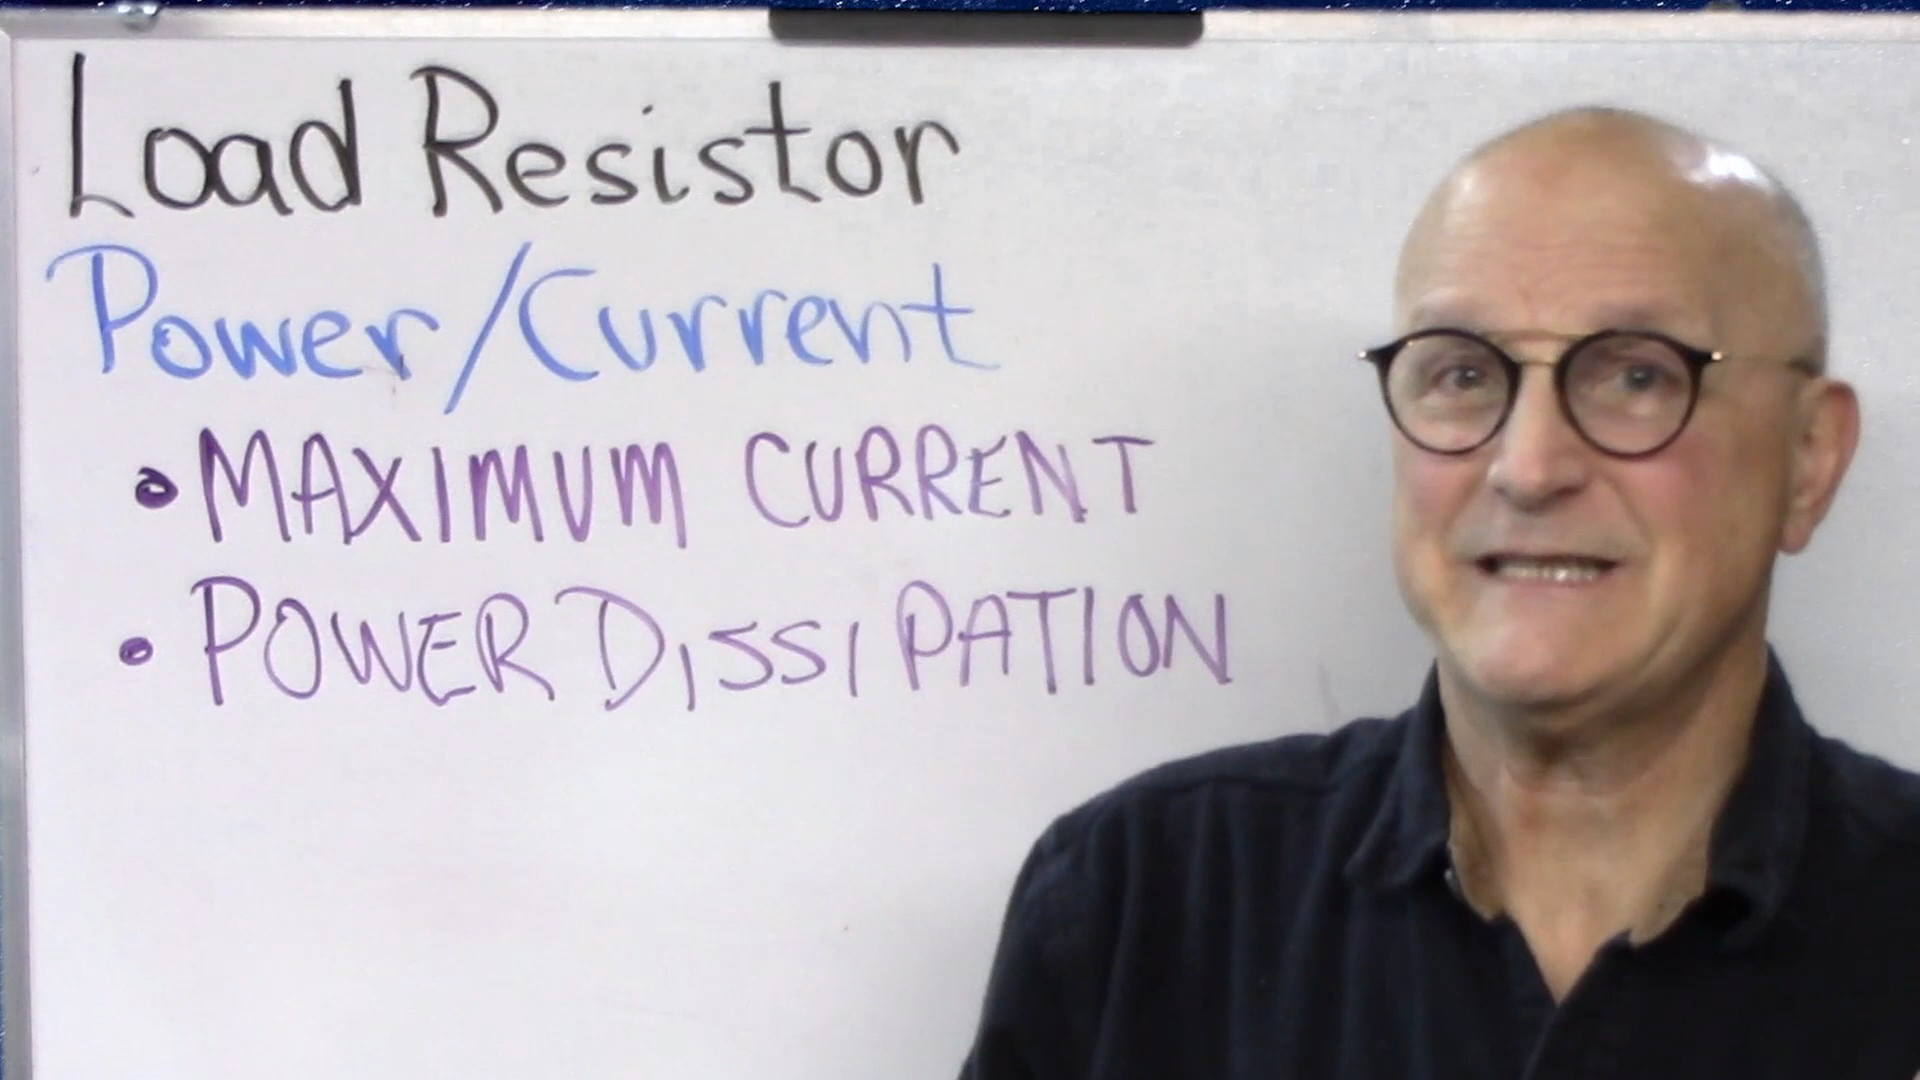 Load Resistor
Power/Current
• MAXIMUM CURRENT
• POWER DISSIPATION